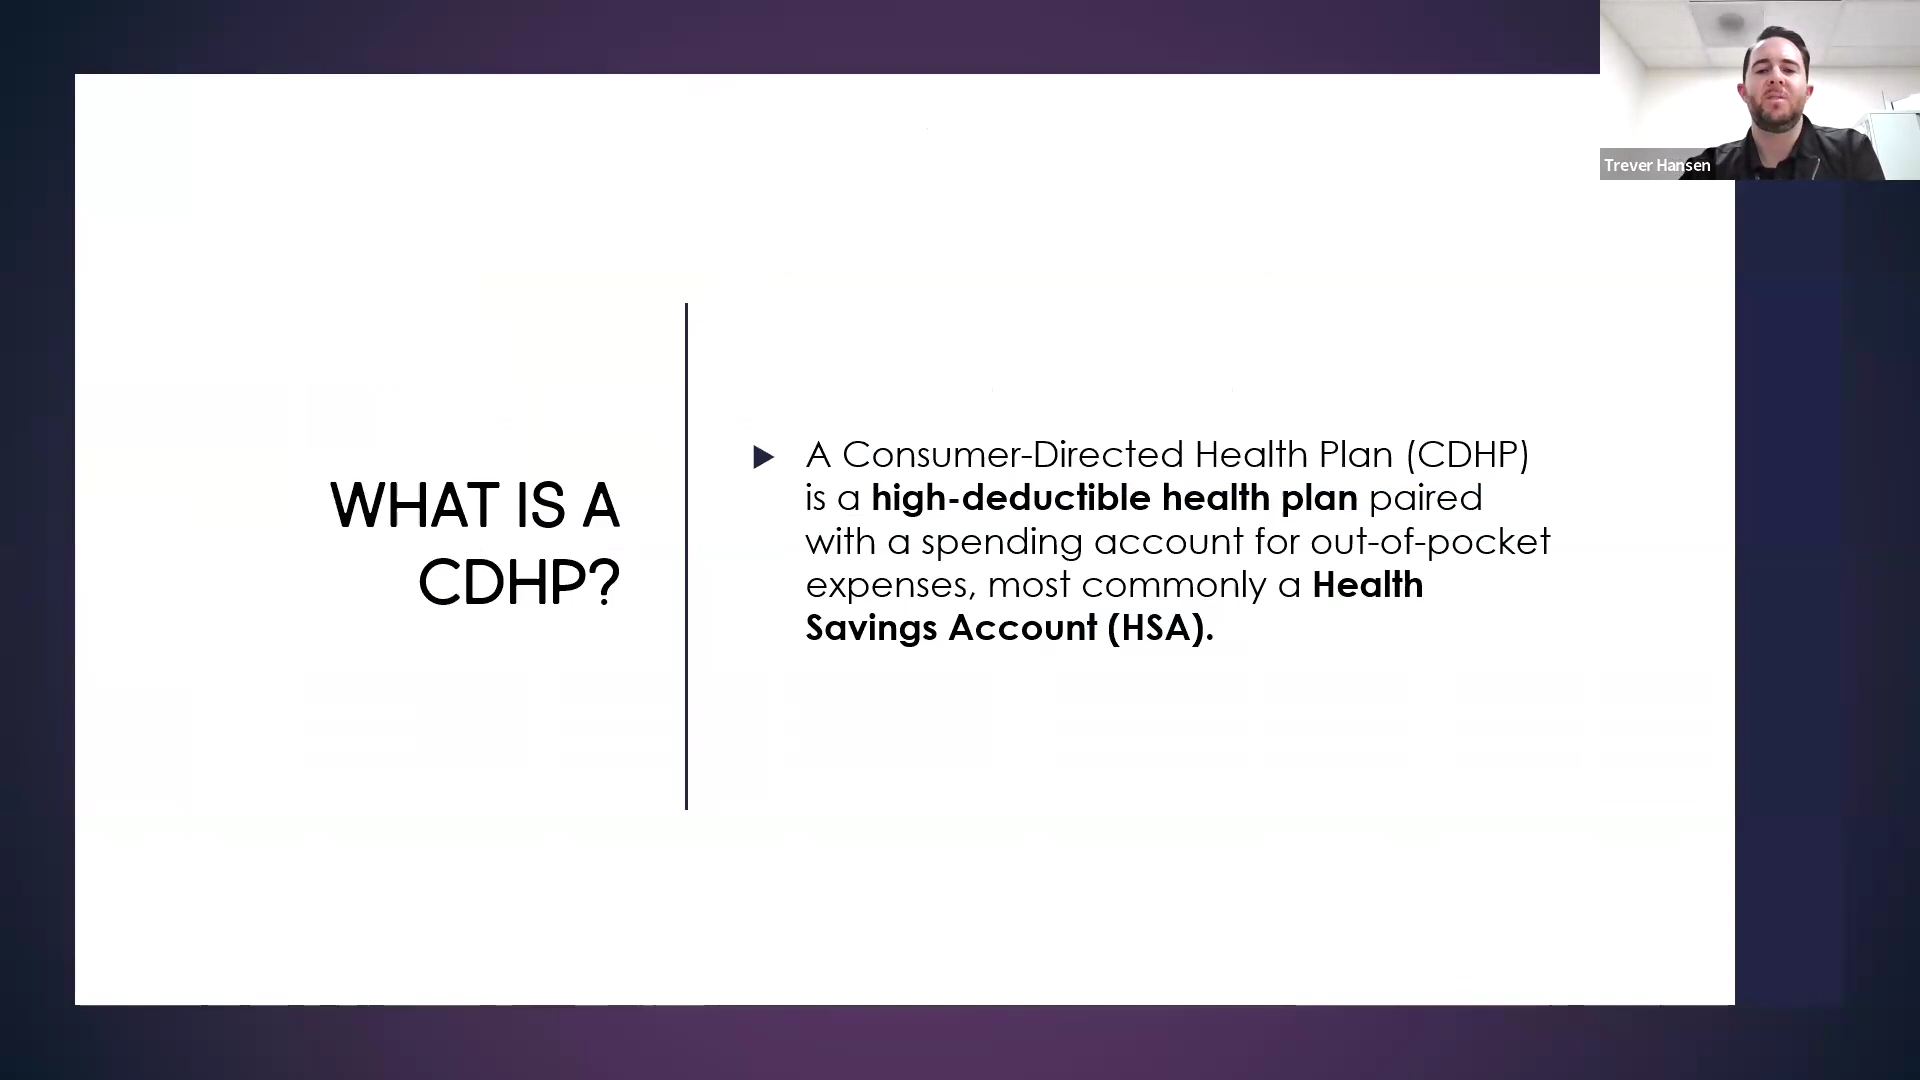 Trever Hansen
WHAT IS A
CDHP?
A Consumer-Directed Health Plan (CDHP)
is a high-deductible health plan paired
with a spending account for out-of-pocket
expenses, most commonly a Health
Savings Account (HSA).